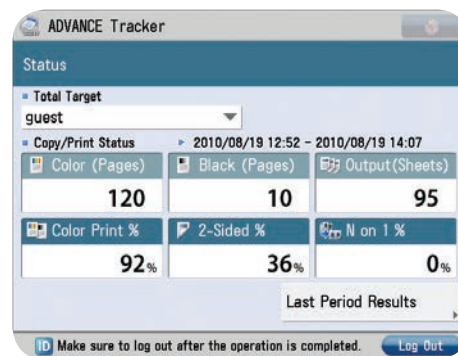 ADVANCE Tracker
Status
Total Target
guest
Copy/Print Status 2010/08/19 12:52 - 2010/08/19 14:07
Color (Pages) Black (Pages) Output(Sheets)
120 10 95
Color Print % 2-Sided % N on 1 %
92% 36% 0%
Last Period Results
ID Make sure to log out after the operation is completed. Log Out